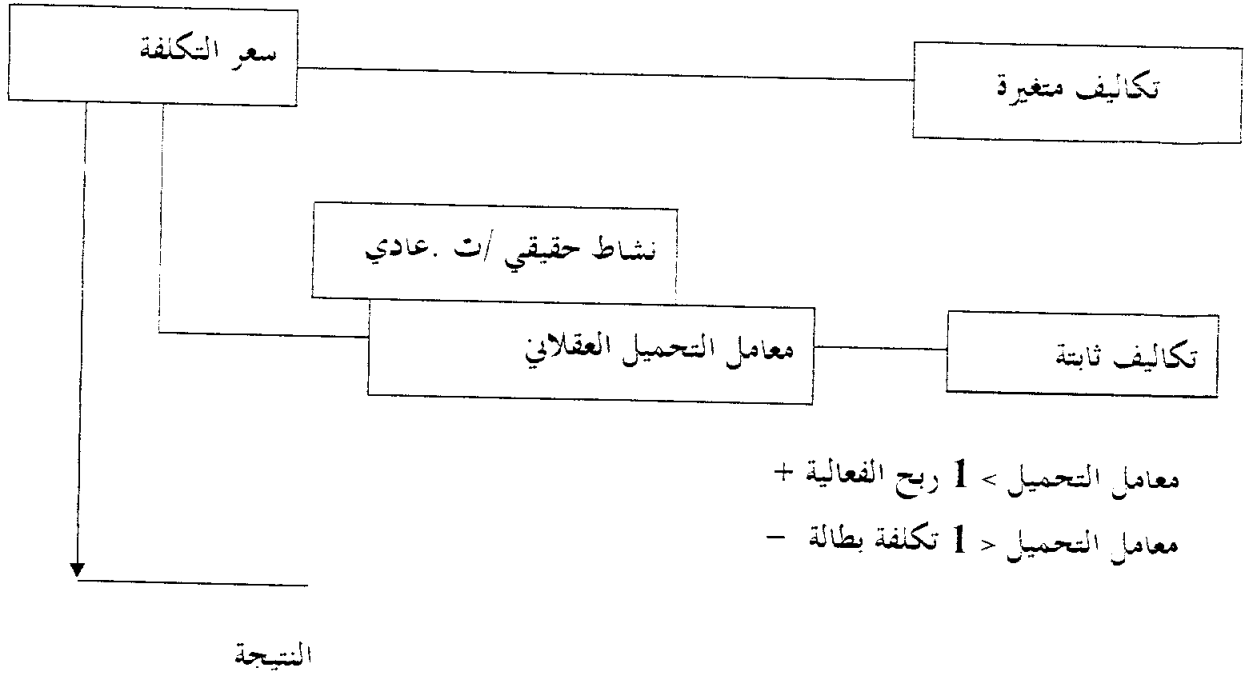 سعر التكلفة
تكاليف متغيرة
نشاط حقيقي /ت .عادي
معامل التحميل العقلاني
تكاليف ثابتة
معامل التحميل > 1 ربح الفعالية +
معامل التحميل < 1 تكلفة بطالة –
النتيجة